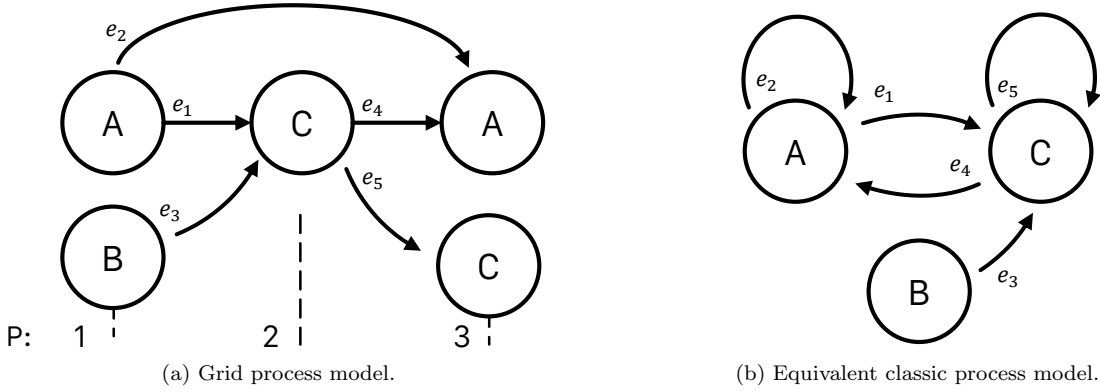 e₂
A
e₁
C
e₄
A
e₃
e₅
B
C
P: 1 2 3
(a) Grid process model.
e₂
e₅
e₁
A
C
e₄
B
e₃
(b) Equivalent classic process model.